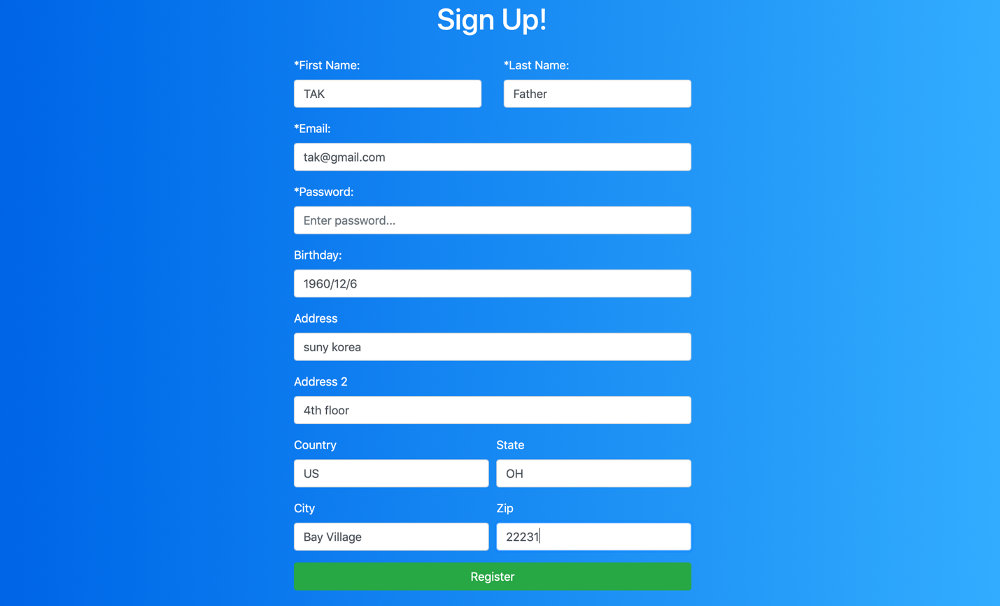 Sign Up!
*First Name: *Last Name:
TAK Father
*Email:
tak@gmail.com
*Password:
Enter password...
Birthday:
1960/12/6
Address
suny korea
Address 2
4th floor
Country State
US OH
City Zip
Bay Village 22231
Register